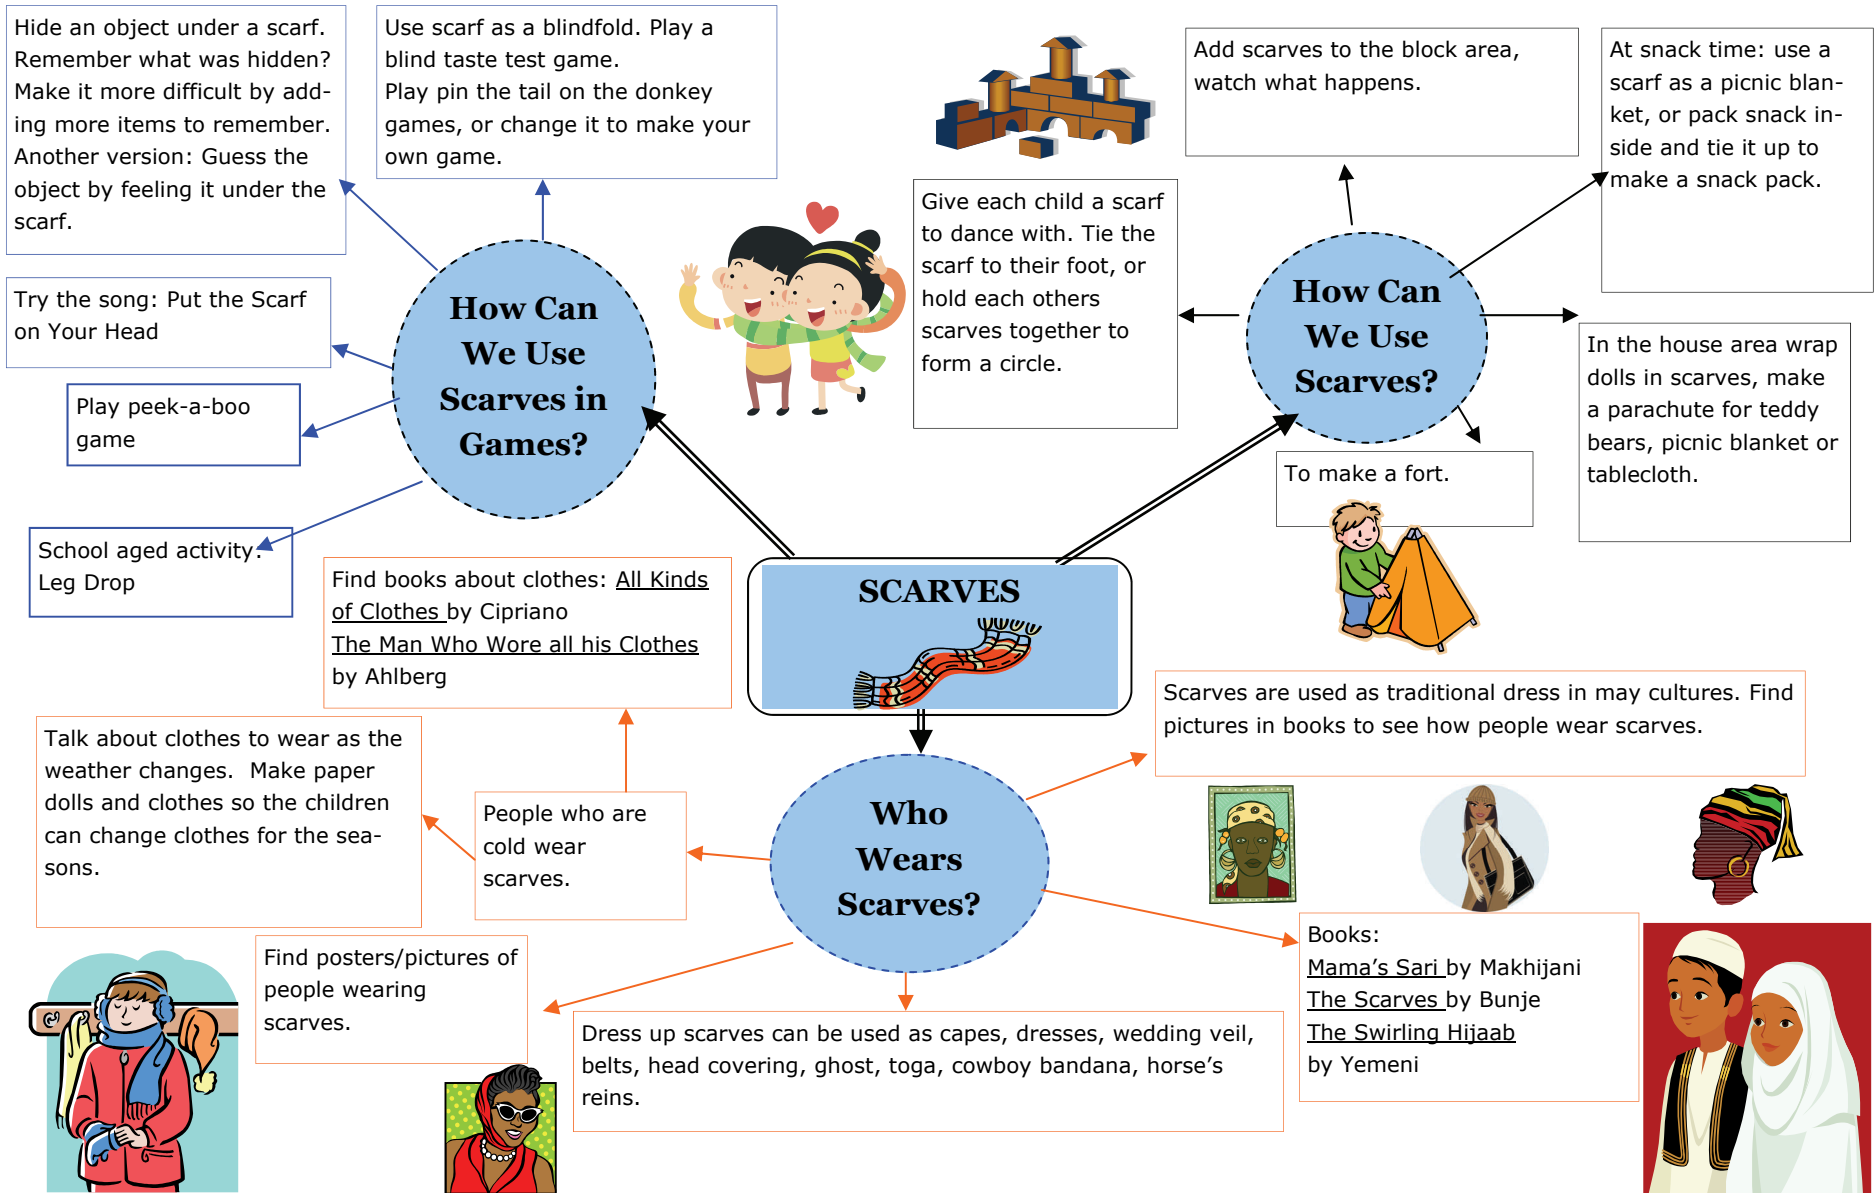 Hide an object under a scarf.
Remember what was hidden?
Make it more difficult by add-
ing more items to remember.
Another version: Guess the
object by feeling it under the
scarf.
Use scarf as a blindfold. Play a
blind taste test game.
Play pin the tail on the donkey
games, or change it to make your
own game.
Try the song: Put the Scarf
on Your Head
Play peek-a-boo
game
School aged activity:
Leg Drop
How Can
We Use
Scarves in
Games?
Add scarves to the block area,
watch what happens.
At snack time: use a
scarf as a picnic blan-
ket, or pack snack in-
side and tie it up to
make a snack pack.
Give each child a scarf
to dance with. Tie the
scarf to their foot, or
hold each others
scarves together to
form a circle.
How Can
We Use
Scarves?
In the house area wrap
dolls in scarves, make
a parachute for teddy
bears, picnic blanket or
tablecloth.
To make a fort.
SCARVES
Find books about clothes: All Kinds
of Clothes by Cipriano
The Man Who Wore all his Clothes
by Ahlberg
Talk about clothes to wear as the
weather changes.  Make paper
dolls and clothes so the children
can change clothes for the sea-
sons.
People who are
cold wear
scarves.
Who
Wears
Scarves?
Scarves are used as traditional dress in may cultures. Find
pictures in books to see how people wear scarves.
Books:
Mama's Sari by Makhijani
The Scarves by Bunje
The Swirling Hijaab
by Yemeni
Find posters/pictures of
people wearing
scarves.
Dress up scarves can be used as capes, dresses, wedding veil,
belts, head covering, ghost, toga, cowboy bandana, horse's
reins.